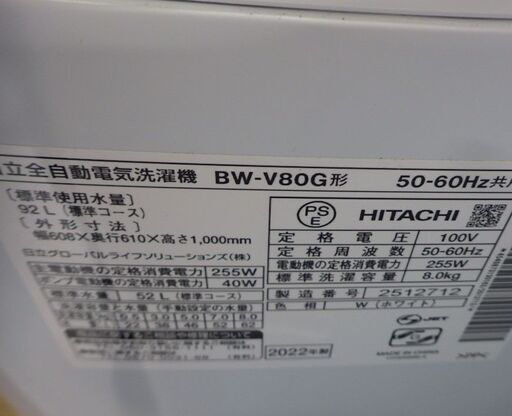 立全自動電気洗濯機 BW-V80G形 50-60Hz共用
[標準使用水量]
92 L (標準コース)
[外形寸法]
幅608×奥行610×高さ1,000mm
日立グローバルライフソリューションズ(株)
主電動機の定格消費電力 255W
ポンプ電動機の定格消費電力 40W
標準水量 52 L (標準コース)
22 38 46 52 62
PS
E
HITACHI
定格電圧 100V
定格周波数 50-60Hz
電動機の定格消費電力 255W
標準洗濯容量 8.0kg
製造番号 2512712
色相 W (ホワイト)
JET
2022年製
MADE IN CHINA